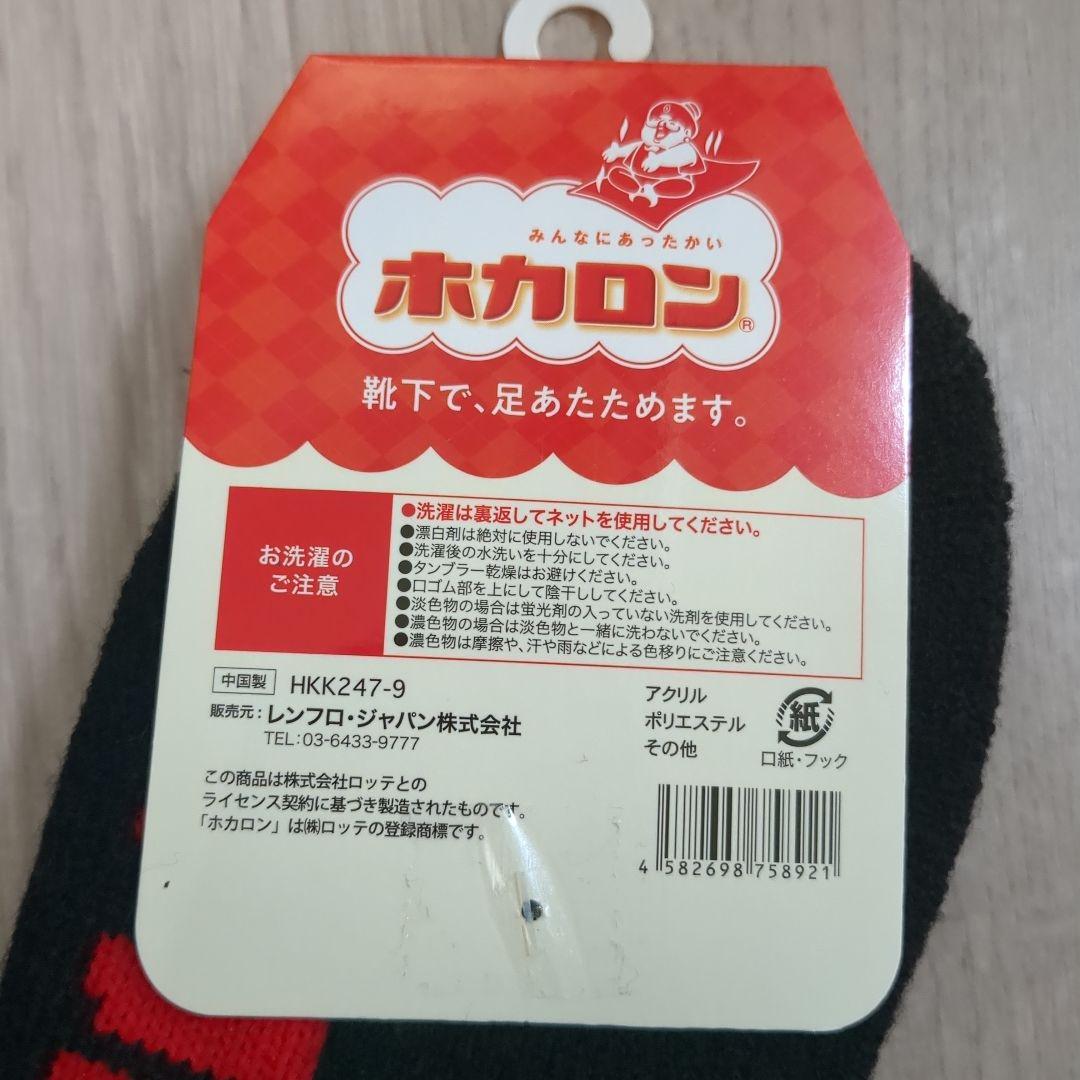 みんなにあったかい
ホカロン®
靴下で、足あたためます。
お洗濯の
ご注意
●洗濯は裏返してネットを使用してください。
●漂白剤は絶対に使用しないでください。
●洗濯後の水洗いを十分にしてください。
●タンブラー乾燥はお避けください。
●口ゴム部を上にして陰干ししてください。
●淡色物の場合は蛍光剤の入っていない洗剤を使用してください。
●濃色物の場合は淡色物と一緒に洗わないでください。
●濃色物は摩擦や、汗や雨などによる色移りにご注意ください。
中国製 HKK247-9
販売元：レンフロ・ジャパン株式会社
TEL:03-6433-9777
アクリル
ポリエステル
その他
紙
口紙・フック
この商品は株式会社ロッテとの
ライセンス契約に基づき製造されたものです。
「ホカロン」は㈱ロッテの登録商標です。
4 582698 758921